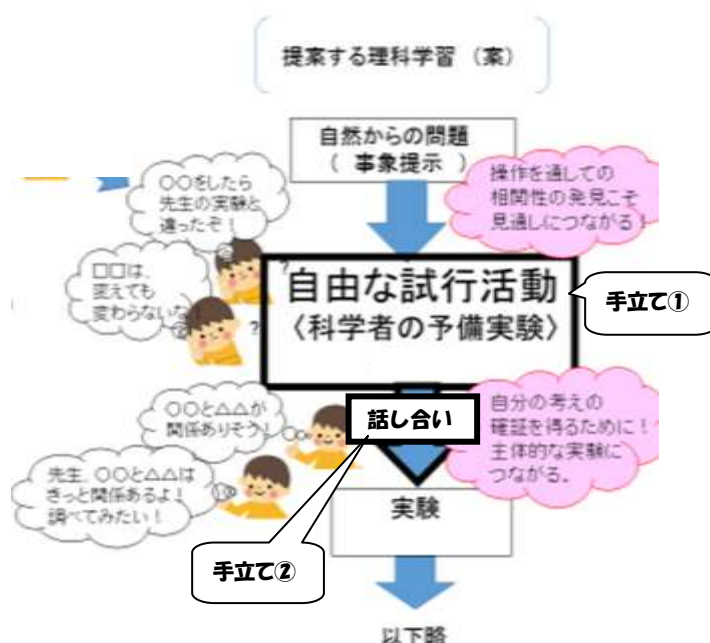 提案する理科学習 （案）
自然からの問題
（ 事象提示 ）
○○をしたら
先生の実験と
違ったぞ！
操作を通しての
相関性の発見こそ
見通しにつながる！
□□は、
変えても
変わらないな
?
?
自由な試行活動
〈科学者の予備実験〉
手立て①
○○と△△が
関係ありそう！
話し合い
自分の考えの
確証を得るために！
主体的な実験に
つながる。
先生、○○と△△は
きっと関係あるよ！
調べてみたい！
実験
手立て②
以下略